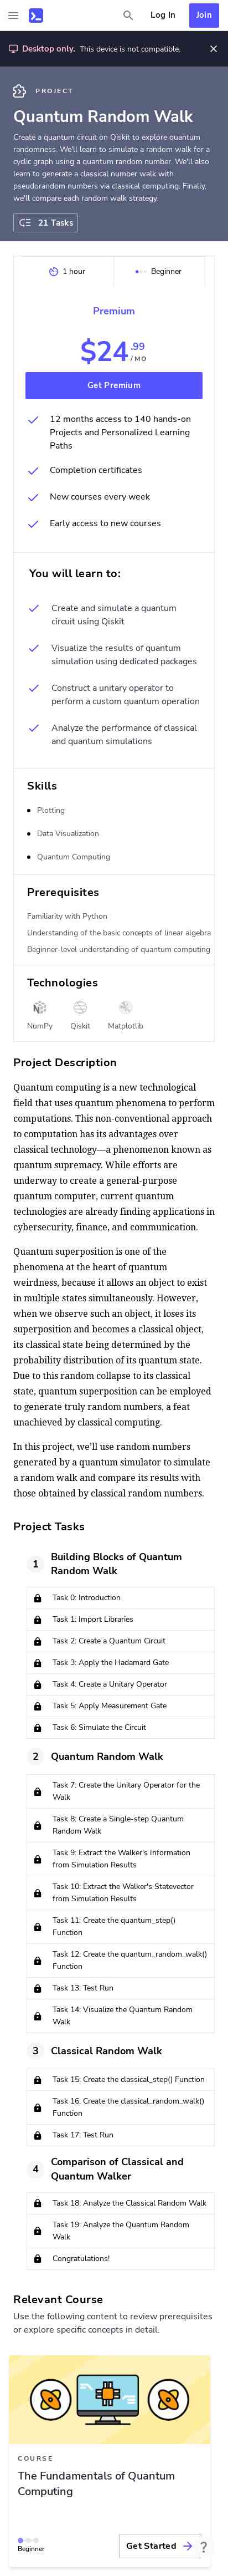 Log In
Join
Desktop only. This device is not compatible.
PROJECT
Quantum Random Walk
Create a quantum circuit on Qiskit to explore quantum
randomness. We'll learn to simulate a random walk for a
cyclic graph using a quantum random number. We'll also
learn to generate a classical number walk with
pseudorandom numbers via classical computing. Finally,
we'll compare each random walk strategy.
21 Tasks
1 hour
Beginner
Premium
$24.99
/MO
Get Premium
12 months access to 140 hands-on
Projects and Personalized Learning
Paths
Completion certificates
New courses every week
Early access to new courses
You will learn to:
Create and simulate a quantum
circuit using Qiskit
Visualize the results of quantum
simulation using dedicated packages
Construct a unitary operator to
perform a custom quantum operation
Analyze the performance of classical
and quantum simulations
Skills
Plotting
Data Visualization
Quantum Computing
Prerequisites
Familiarity with Python
Understanding of the basic concepts of linear algebra
Beginner-level understanding of quantum computing
Technologies
NumPy
Qiskit
Matplotlib
Project Description
Quantum computing is a new technological
field that uses quantum phenomena to perform
computations. This non-conventional approach
to computation has its advantage over
classical technology—a phenomenon known as
quantum supremacy. While efforts are
underway to create a general-purpose
quantum computer, current quantum
technologies are already finding applications in
cybersecurity, finance, and communication.
Quantum superposition is one of the
phenomena at the heart of quantum
weirdness, because it allows an object to exist
in multiple states simultaneously. However,
when we observe such an object, it loses its
superposition and becomes a classical object,
its classical state being determined by the
probability distribution of its quantum state.
Due to this random collapse to its classical
state, quantum superposition can be employed
to generate truly random numbers, a feat
unachieved by classical computing.
In this project, we'll use random numbers
generated by a quantum simulator to simulate
a random walk and compare its results with
those obtained by classical random numbers.
Project Tasks
1
Building Blocks of Quantum
Random Walk
Task 0: Introduction
Task 1: Import Libraries
Task 2: Create a Quantum Circuit
Task 3: Apply the Hadamard Gate
Task 4: Create a Unitary Operator
Task 5: Apply Measurement Gate
Task 6: Simulate the Circuit
2
Quantum Random Walk
Task 7: Create the Unitary Operator for the
Walk
Task 8: Create a Single-step Quantum
Random Walk
Task 9: Extract the Walker's Information
from Simulation Results
Task 10: Extract the Walker's Statevector
from Simulation Results
Task 11: Create the quantum_step()
Function
Task 12: Create the quantum_random_walk()
Function
Task 13: Test Run
Task 14: Visualize the Quantum Random
Walk
3
Classical Random Walk
Task 15: Create the classical_step() Function
Task 16: Create the classical_random_walk()
Function
Task 17: Test Run
4
Comparison of Classical and
Quantum Walker
Task 18: Analyze the Classical Random Walk
Task 19: Analyze the Quantum Random
Walk
Congratulations!
Relevant Course
Use the following content to review prerequisites
or explore specific concepts in detail.
COURSE
The Fundamentals of Quantum
Computing
Beginner
Get Started
?